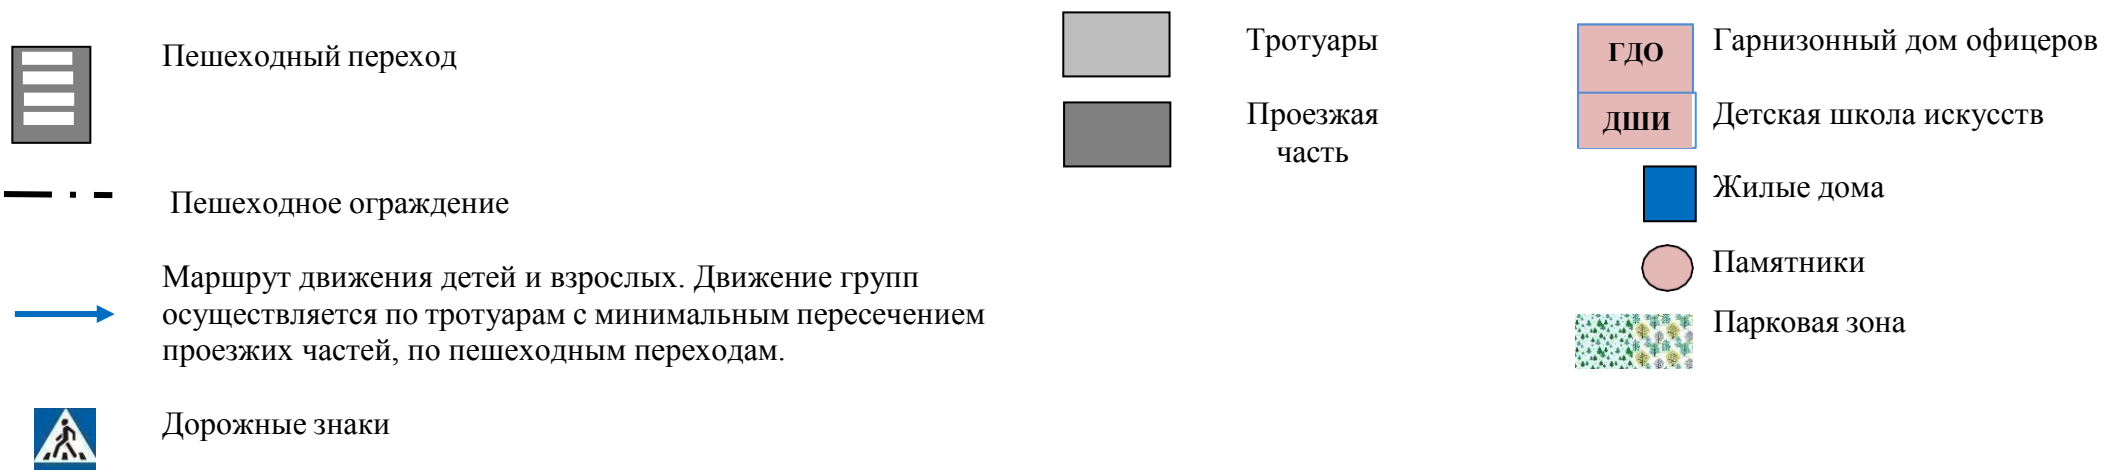 Пешеходный переход
Пешеходное ограждение
Маршрут движения детей и взрослых. Движение групп
осуществляется по тротуарам с минимальным пересечением
проезжих частей, по пешеходным переходам.
Дорожные знаки
Тротуары
Проезжая
часть
ГДО
Гарнизонный дом офицеров
ДШИ
Детская школа искусств
Жилые дома
Памятники
Парковая зона